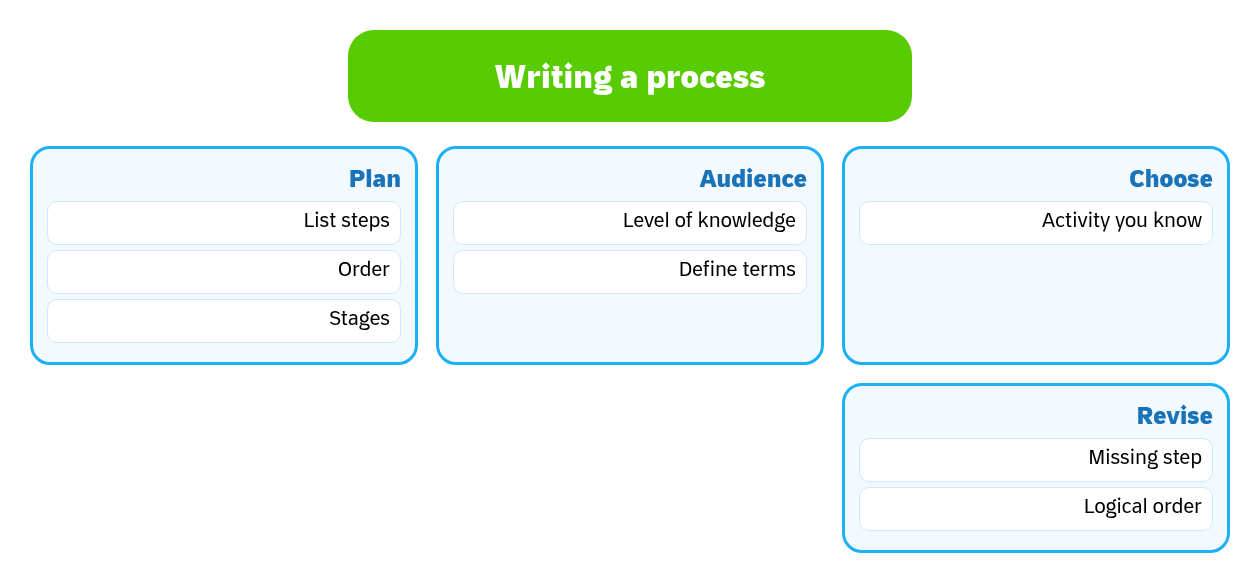 Writing a process
Choose
Activity you know
Audience
Level of knowledge
Define terms
Plan
List steps
Order
Stages
Revise
Missing step
Logical order